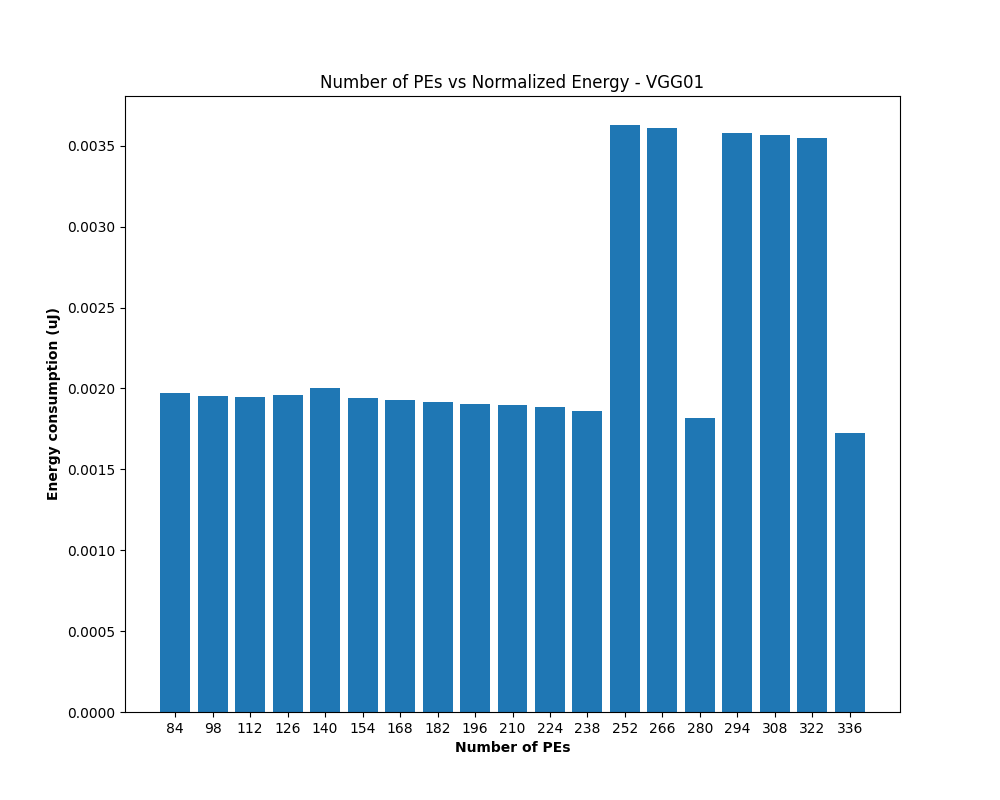 Number of PEs vs Normalized Energy - VGG01
0.0035
0.0030
0.0025
0.0020
0.0015
0.0010
0.0005
0.0000
Energy consumption (uJ)
84 98 112 126 140 154 168 182 196 210 224 238 252 266 280 294 308 322 336
Number of PEs